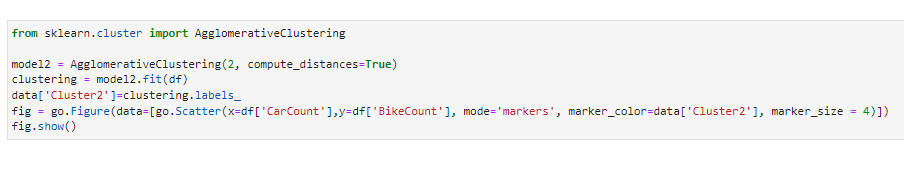 from sklearn.cluster import AgglomerativeClustering
model2 = AgglomerativeClustering(2, compute_distances=True)
clustering = model2.fit(df)
data['Cluster2']=clustering.labels_
fig = go.Figure(data=[go.Scatter(x=df['CarCount'],y=df['BikeCount'], mode='markers', marker_color=data['Cluster2'], marker_size = 4)])
fig.show()